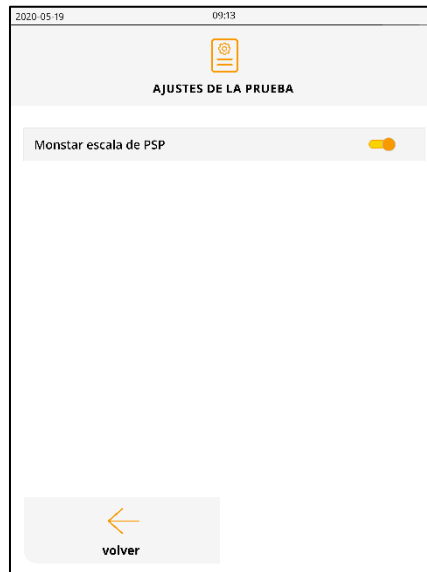 2020-05-19 09:13
AJUSTES DE LA PRUEBA
Monstar escala de PSP
volver